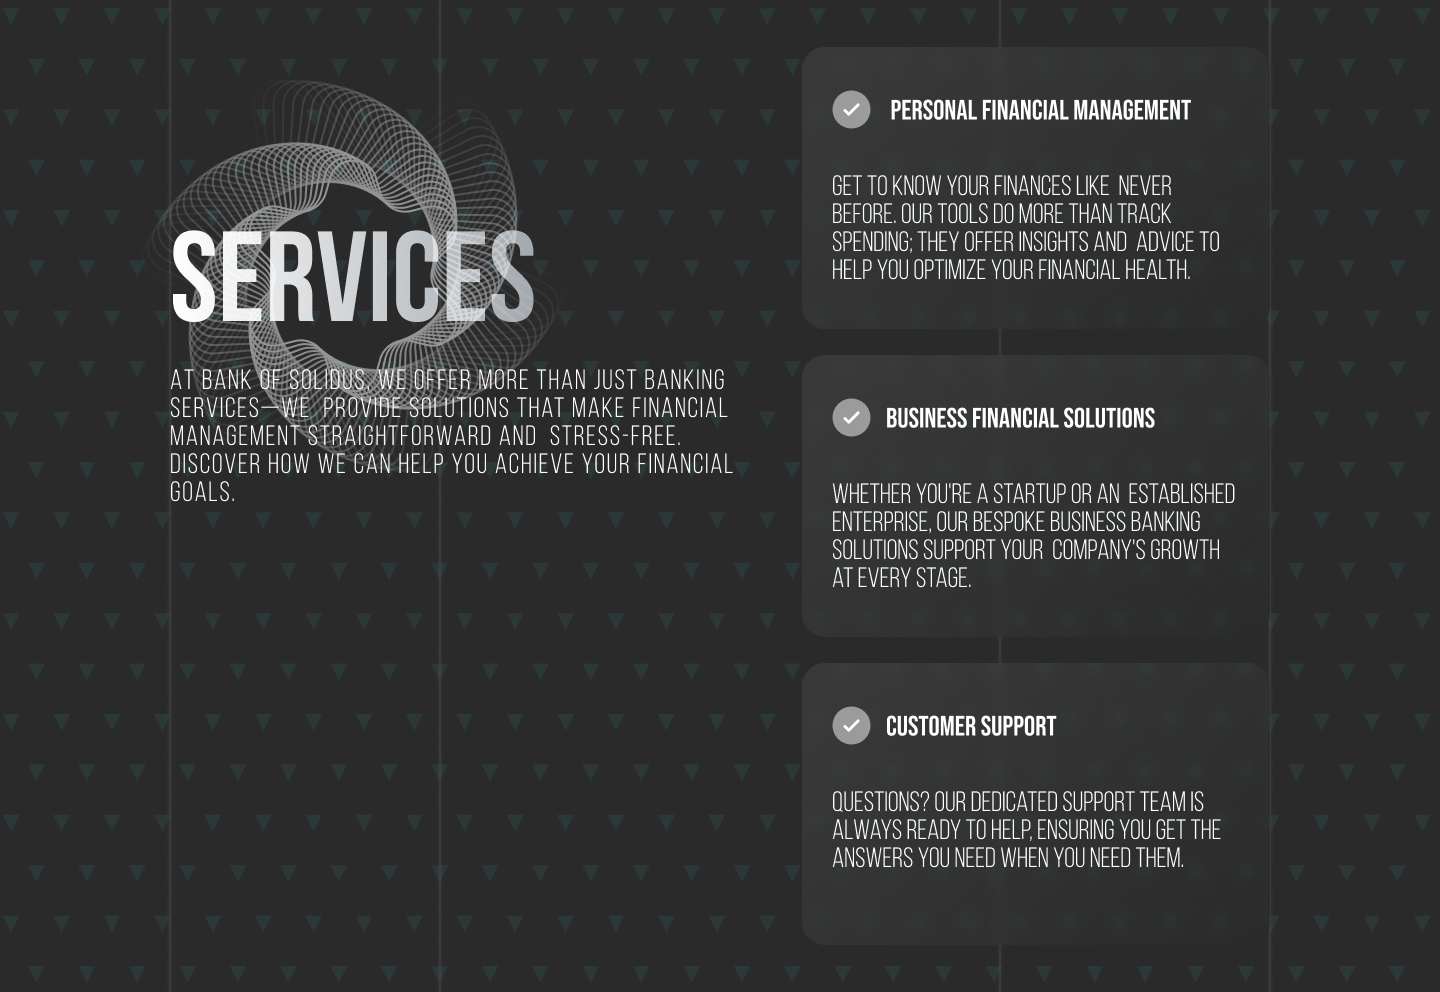 SERVICES
AT BANK OF SOLIDUS, WE OFFER MORE THAN JUST BANKING
SERVICES—WE PROVIDE SOLUTIONS THAT MAKE FINANCIAL
MANAGEMENT STRAIGHTFORWARD AND STRESS-FREE.
DISCOVER HOW WE CAN HELP YOU ACHIEVE YOUR FINANCIAL
GOALS.
PERSONAL FINANCIAL MANAGEMENT
GET TO KNOW YOUR FINANCES LIKE NEVER
BEFORE. OUR TOOLS DO MORE THAN TRACK
SPENDING; THEY OFFER INSIGHTS AND ADVICE TO
HELP YOU OPTIMIZE YOUR FINANCIAL HEALTH.
BUSINESS FINANCIAL SOLUTIONS
WHETHER YOU'RE A STARTUP OR AN ESTABLISHED
ENTERPRISE, OUR BESPOKE BUSINESS BANKING
SOLUTIONS SUPPORT YOUR COMPANY'S GROWTH
AT EVERY STAGE.
CUSTOMER SUPPORT
QUESTIONS? OUR DEDICATED SUPPORT TEAM IS
ALWAYS READY TO HELP, ENSURING YOU GET THE
ANSWERS YOU NEED WHEN YOU NEED THEM.